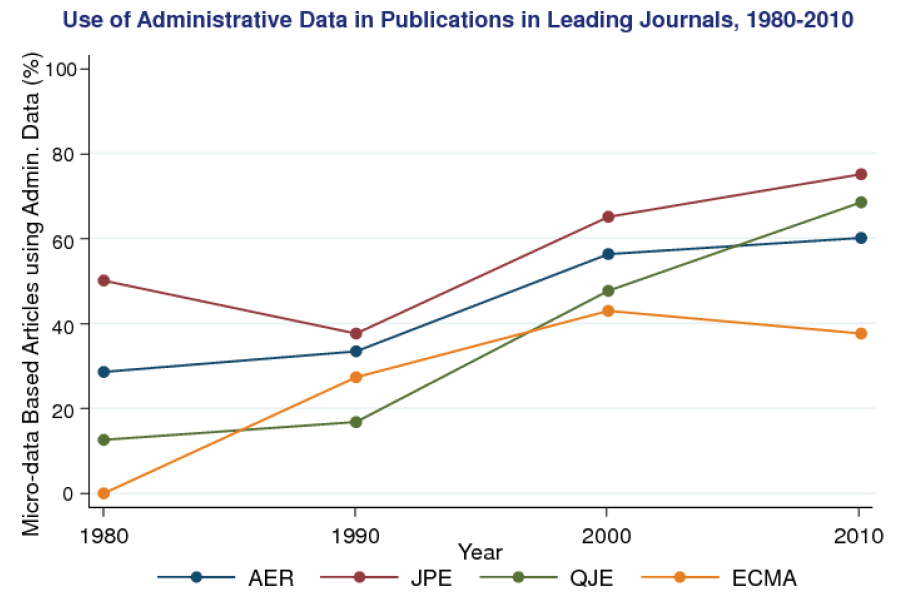 Use of Administrative Data in Publications in Leading Journals, 1980-2010
Micro-data Based Articles using Admin. Data (%)
100
80
60
40
20
0
1980 1990 2000 2010
Year
AER JPE QJE ECMA